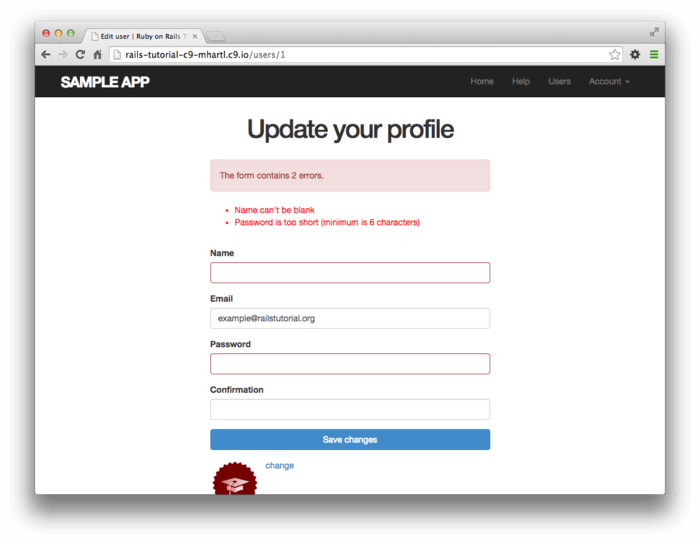 Edit user | Ruby on Rails T
rails-tutorial-c9-mhartl.c9.io/users/1
SAMPLE APP
Home Help Users Account
Update your profile
The form contains 2 errors.
Name can't be blank
Password is too short (minimum is 6 characters)
Name
Email
example@railstutorial.org
Password
Confirmation
Save changes
change